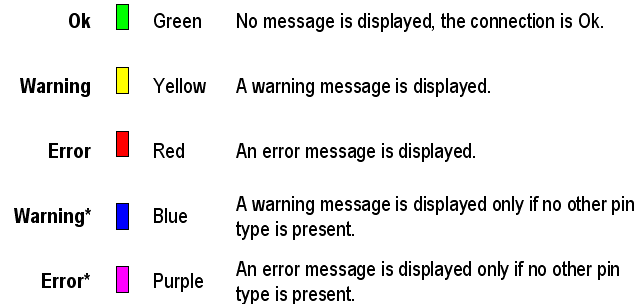 Ok Green No message is displayed, the connection is Ok.
Warning Yellow A warning message is displayed.
Error Red An error message is displayed.
Warning* Blue A warning message is displayed only if no other pin
type is present.
Error* Purple An error message is displayed only if no other pin
type is present.